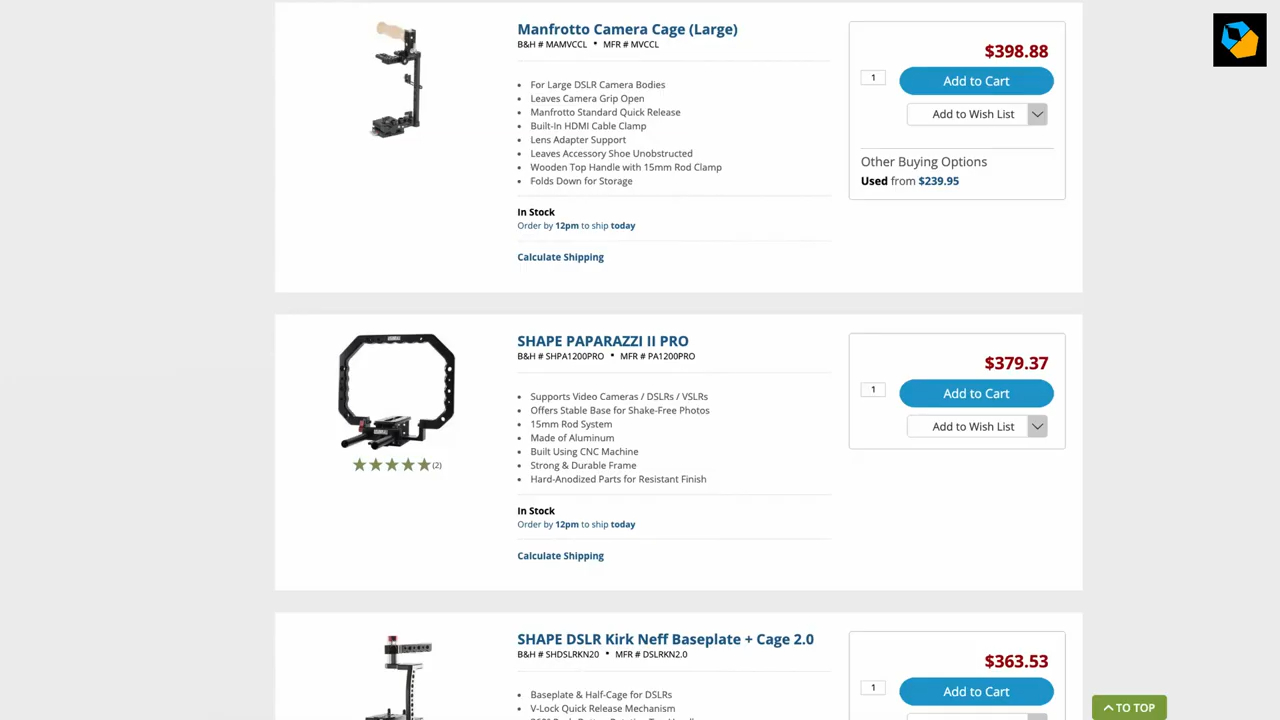 Manfrotto Camera Cage (Large)
B&H # MAMVCCL • MFR # MVCCL
• For Large DSLR Camera Bodies
• Leaves Camera Grip Open
• Manfrotto Standard Quick Release
• Built-In HDMI Cable Clamp
• Lens Adapter Support
• Leaves Accessory Shoe Unobstructed
• Wooden Top Handle with 15mm Rod Clamp
• Folds Down for Storage
In Stock
Order by 12pm to ship today
Calculate Shipping
$398.88
1 Add to Cart
Add to Wish List
Other Buying Options
Used from $239.95
SHAPE PAPARAZZI II PRO
B&H # SHPA1200PRO • MFR # PA1200PRO
(2)
• Supports Video Cameras / DSLRs / VSLRs
• Offers Stable Base for Shake-Free Photos
• 15mm Rod System
• Made of Aluminum
• Built Using CNC Machine
• Strong & Durable Frame
• Hard-Anodized Parts for Resistant Finish
In Stock
Order by 12pm to ship today
Calculate Shipping
$379.37
1 Add to Cart
Add to Wish List
SHAPE DSLR Kirk Neff Baseplate + Cage 2.0
B&H # SHDSLRKN20 • MFR # DSLRKN2.0
• Baseplate & Half-Cage for DSLRs
• V-Lock Quick Release Mechanism
$363.53
1 Add to Cart
TO TOP